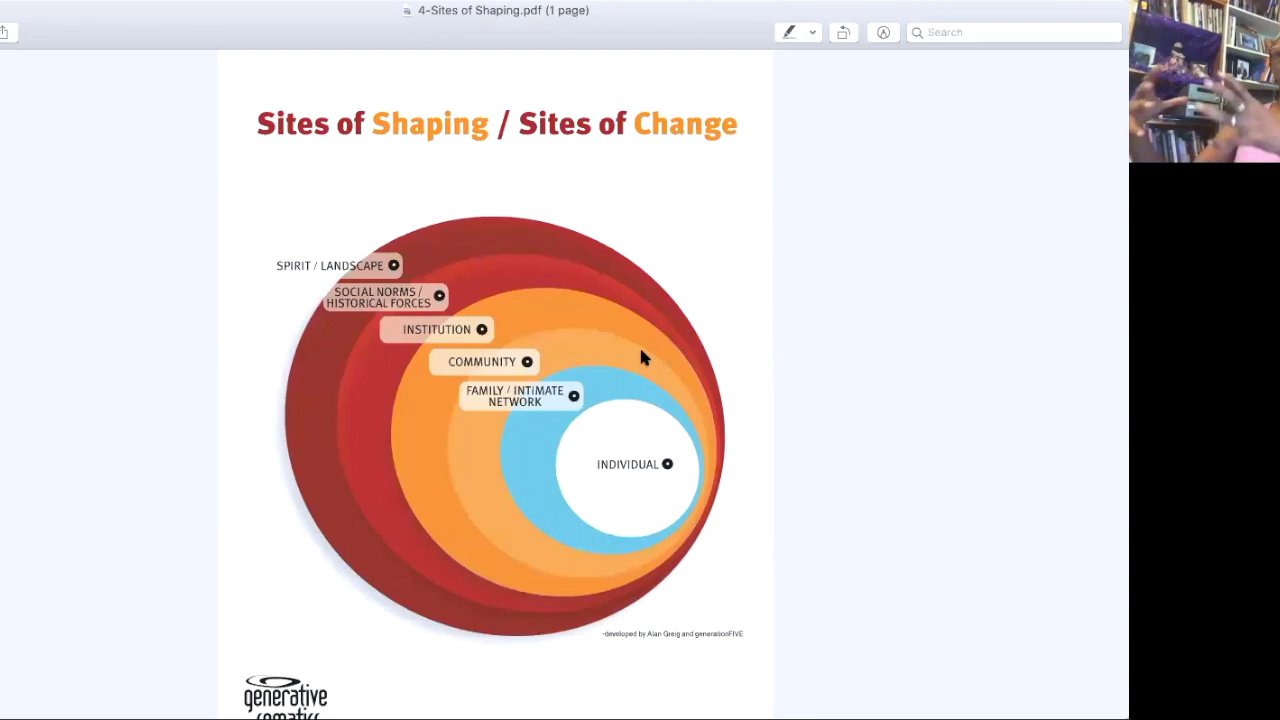 4-Sites of Shaping.pdf (1 page)
Search
Sites of Shaping / Sites of Change
SPIRIT / LANDSCAPE
SOCIAL NORMS /
HISTORICAL FORCES
INSTITUTION
COMMUNITY
FAMILY / INTIMATE
NETWORK
INDIVIDUAL
-developed by Alan Greig and generationFIVE
generative
somatics